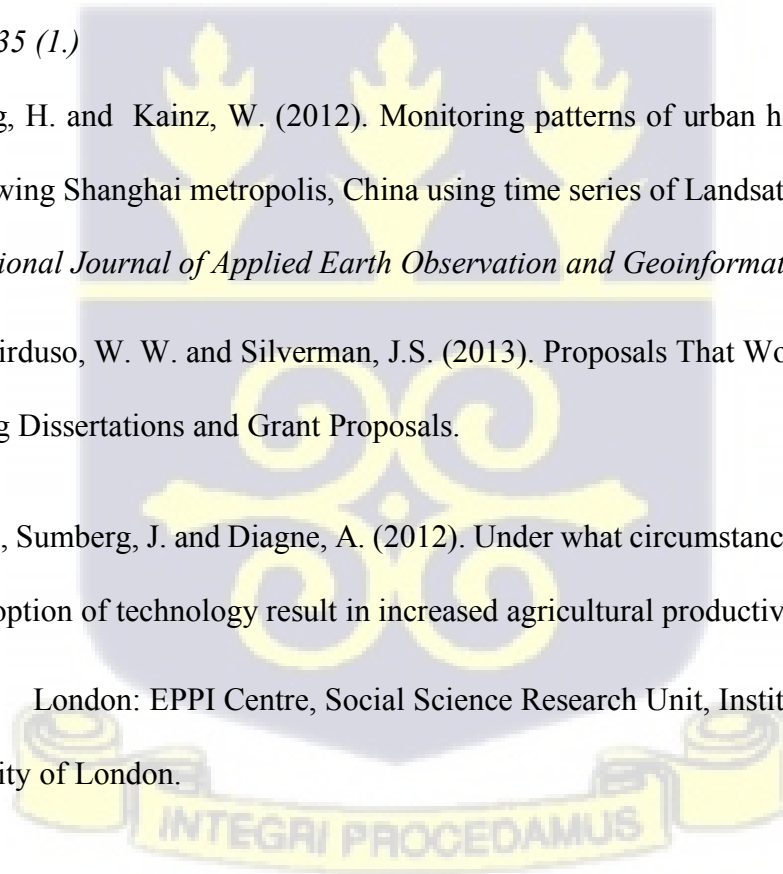 35 (1.)
g, H. and Kainz, W. (2012). Monitoring patterns of urban h
wing Shanghai metropolis, China using time series of Landsat
ional Journal of Applied Earth Observation and Geoinformat
irduso, W. W. and Silverman, J.S. (2013). Proposals That Wo
g Dissertations and Grant Proposals.
, Sumberg, J. and Diagne, A. (2012). Under what circumstanc
option of technology result in increased agricultural productiv
London: EPPI Centre, Social Science Research Unit, Instit
ity of London.
INTEGRI PROCEDAMUS